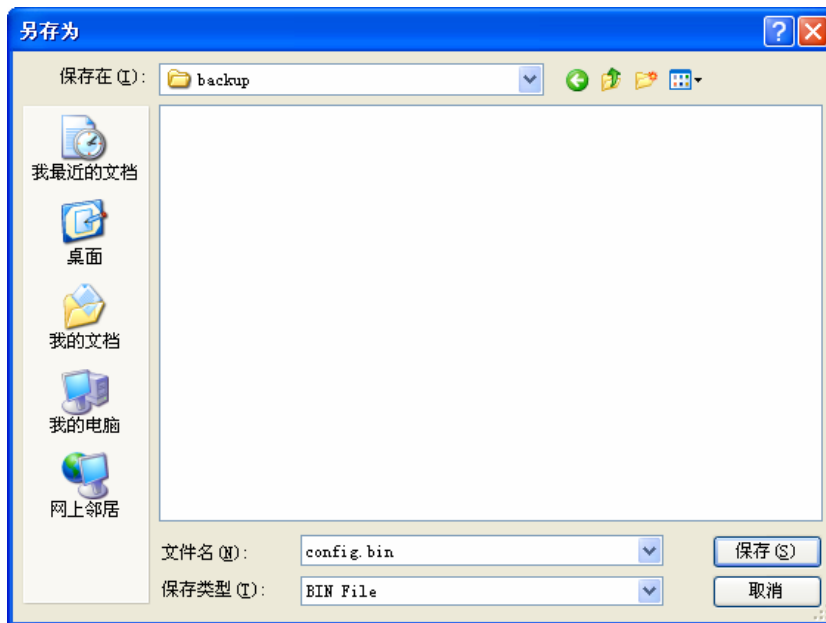 另存为
保存在(I):
backup
我最近的文档
桌面
我的文档
我的电脑
网上邻居
文件名(N):
config.bin
保存(S)
保存类型(T):
BIN File
取消